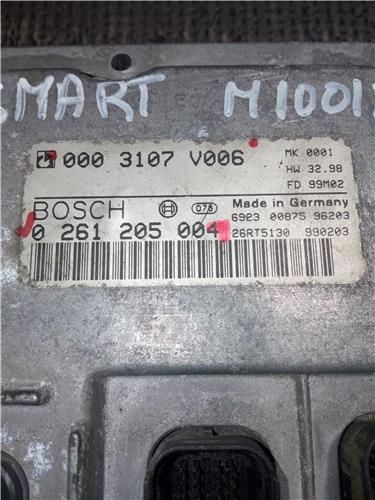 SMART M1001
000 3107 V006
MK 0001
HW 32.98
FD 99M02
BOSCH
078
Made in Germany
69E3 00875 96203
0 261 205 004
26RT5130 990203